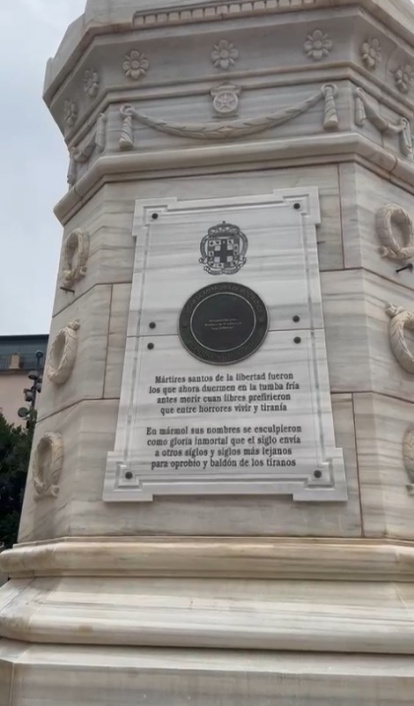 Mártires santos de la libertad fueron
los que ahora duermen en la tumba fría
antes morir cuan libres prefirieron
que entre horrores vivir y tiranía
En mármol sus nombres se esculpieron
como gloria inmortal que el siglo envía
a otros siglos y siglos más lejanos
para oprobio y baldón de los tiranos